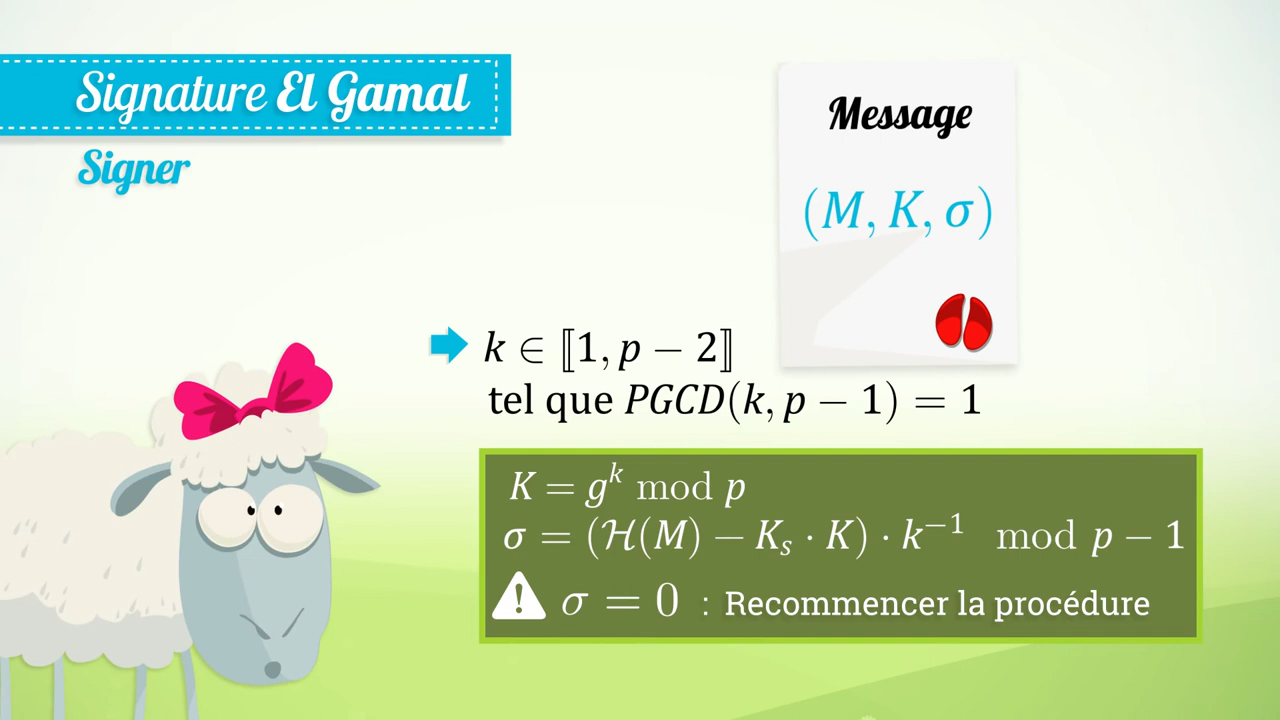 Signature El Gamal
Signer
Message
(M, K, σ)
k ∈ ⟦1, p − 2⟧
tel que PGCD(k, p − 1) = 1
K = g^k mod p
σ = (ℋ(M) − K_s · K) · k^{−1} mod p − 1
σ = 0 : Recommencer la procédure